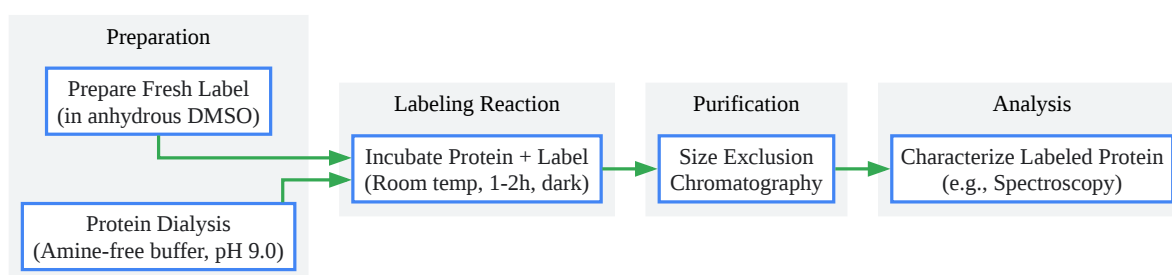 Preparation
Prepare Fresh Label
(in anhydrous DMSO)
Protein Dialysis
(Amine-free buffer, pH 9.0)
Labeling Reaction
Incubate Protein + Label
(Room temp, 1-2h, dark)
Purification
Size Exclusion
Chromatography
Analysis
Characterize Labeled Protein
(e.g., Spectroscopy)